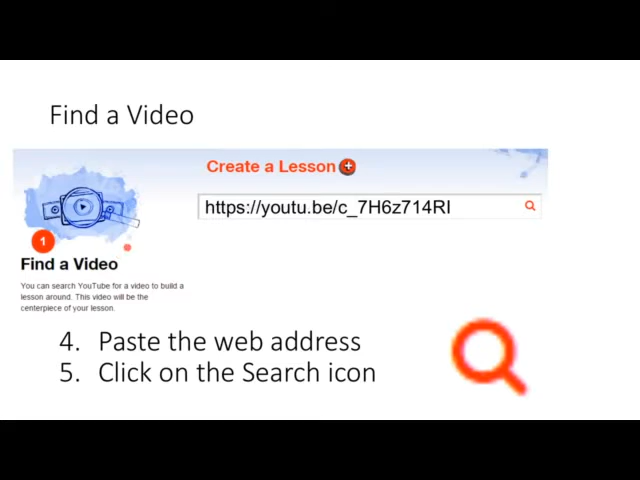 Find a Video
Create a Lesson +
https://youtu.be/c_7H6z714RI
1
Find a Video
You can search YouTube for a video to build a
lesson around. This video will be the
centerpiece of your lesson.
4. Paste the web address
5. Click on the Search icon